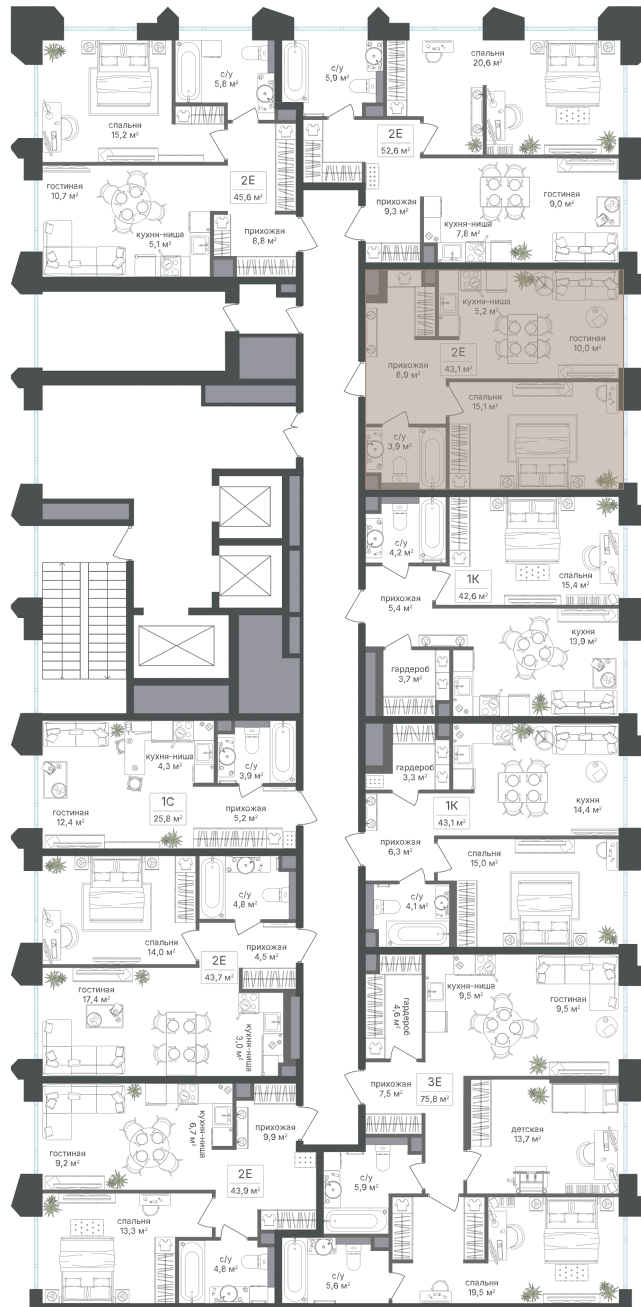 спальня
15,2 м²
с/у
5,8 м²
гостиная
10,7 м²
кухня-ниша
5,1 м²
2Е
45,6 м²
прихожая
8,8 м²
с/у
5,9 м²
спальня
20,6 м²
2Е
52,6 м²
прихожая
9,3 м²
кухня-ниша
7,8 м²
гостиная
9,0 м²
кухня-ниша
5,2 м²
гостиная
10,0 м²
2Е
43,1 м²
прихожая
8,9 м²
спальня
15,1 м²
с/у
3,9 м²
с/у
4,2 м²
1К
42,6 м²
спальня
15,4 м²
прихожая
5,4 м²
кухня
13,9 м²
гардероб
3,7 м²
кухня-ниша
4,3 м²
с/у
3,9 м²
гостиная
12,4 м²
1С
25,8 м²
прихожая
5,2 м²
гардероб
3,3 м²
кухня
14,4 м²
1К
43,1 м²
прихожая
6,3 м²
спальня
15,0 м²
с/у
4,1 м²
с/у
4,8 м²
спальня
14,0 м²
прихожая
4,5 м²
2Е
43,7 м²
гостиная
17,4 м²
кухня-ниша
3,0 м²
гардероб
4,6 м²
кухня-ниша
9,5 м²
гостиная
9,5 м²
прихожая
7,5 м²
3Е
75,8 м²
детская
13,7 м²
с/у
5,9 м²
с/у
5,6 м²
спальня
19,5 м²
гостиная
9,2 м²
кухня-ниша
6,7 м²
прихожая
9,9 м²
2Е
43,9 м²
спальня
13,3 м²
с/у
4,8 м²